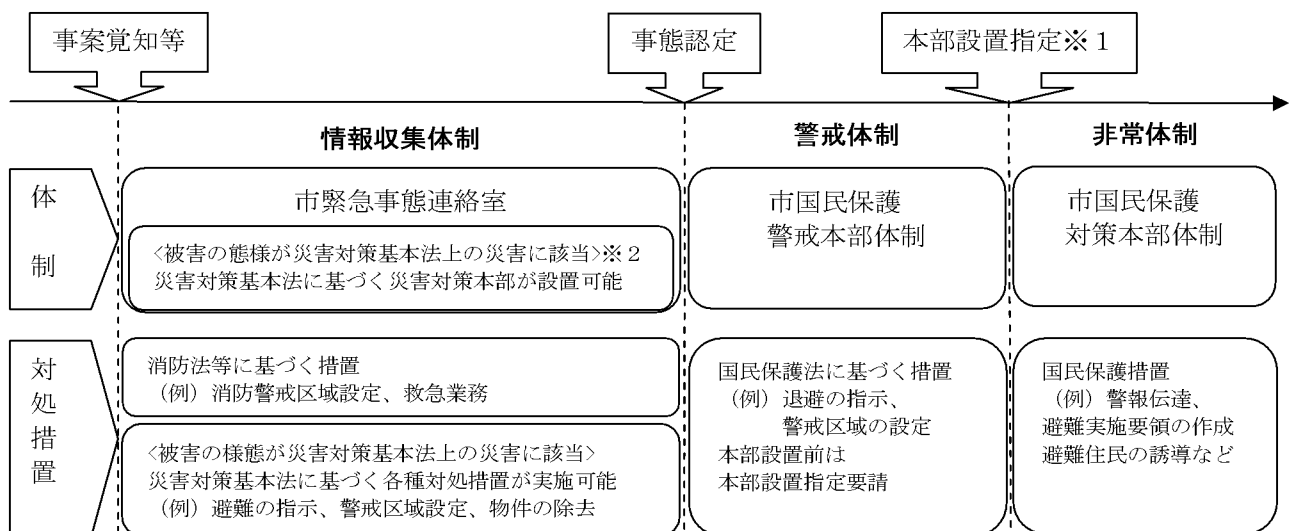 事案覚知等
事態認定
本部設置指定※1
情報収集体制
警戒体制
非常体制
体制
市緊急事態連絡室
<被害の態様が災害対策基本法上の災害に該当>※2
災害対策基本法に基づく災害対策本部が設置可能
市国民保護
警戒本部体制
市国民保護
対策本部体制
対処措置
消防法等に基づく措置
（例）消防警戒区域設定、救急業務
<被害の様態が災害対策基本法上の災害に該当>
災害対策基本法に基づく各種対処措置が実施可能
（例）避難の指示、警戒区域設定、物件の除去
国民保護法に基づく措置
（例）退避の指示、
警戒区域の設定
本部設置前は
本部設置指定要請
国民保護措置
（例）警報伝達、
避難実施要領の作成
避難住民の誘導など